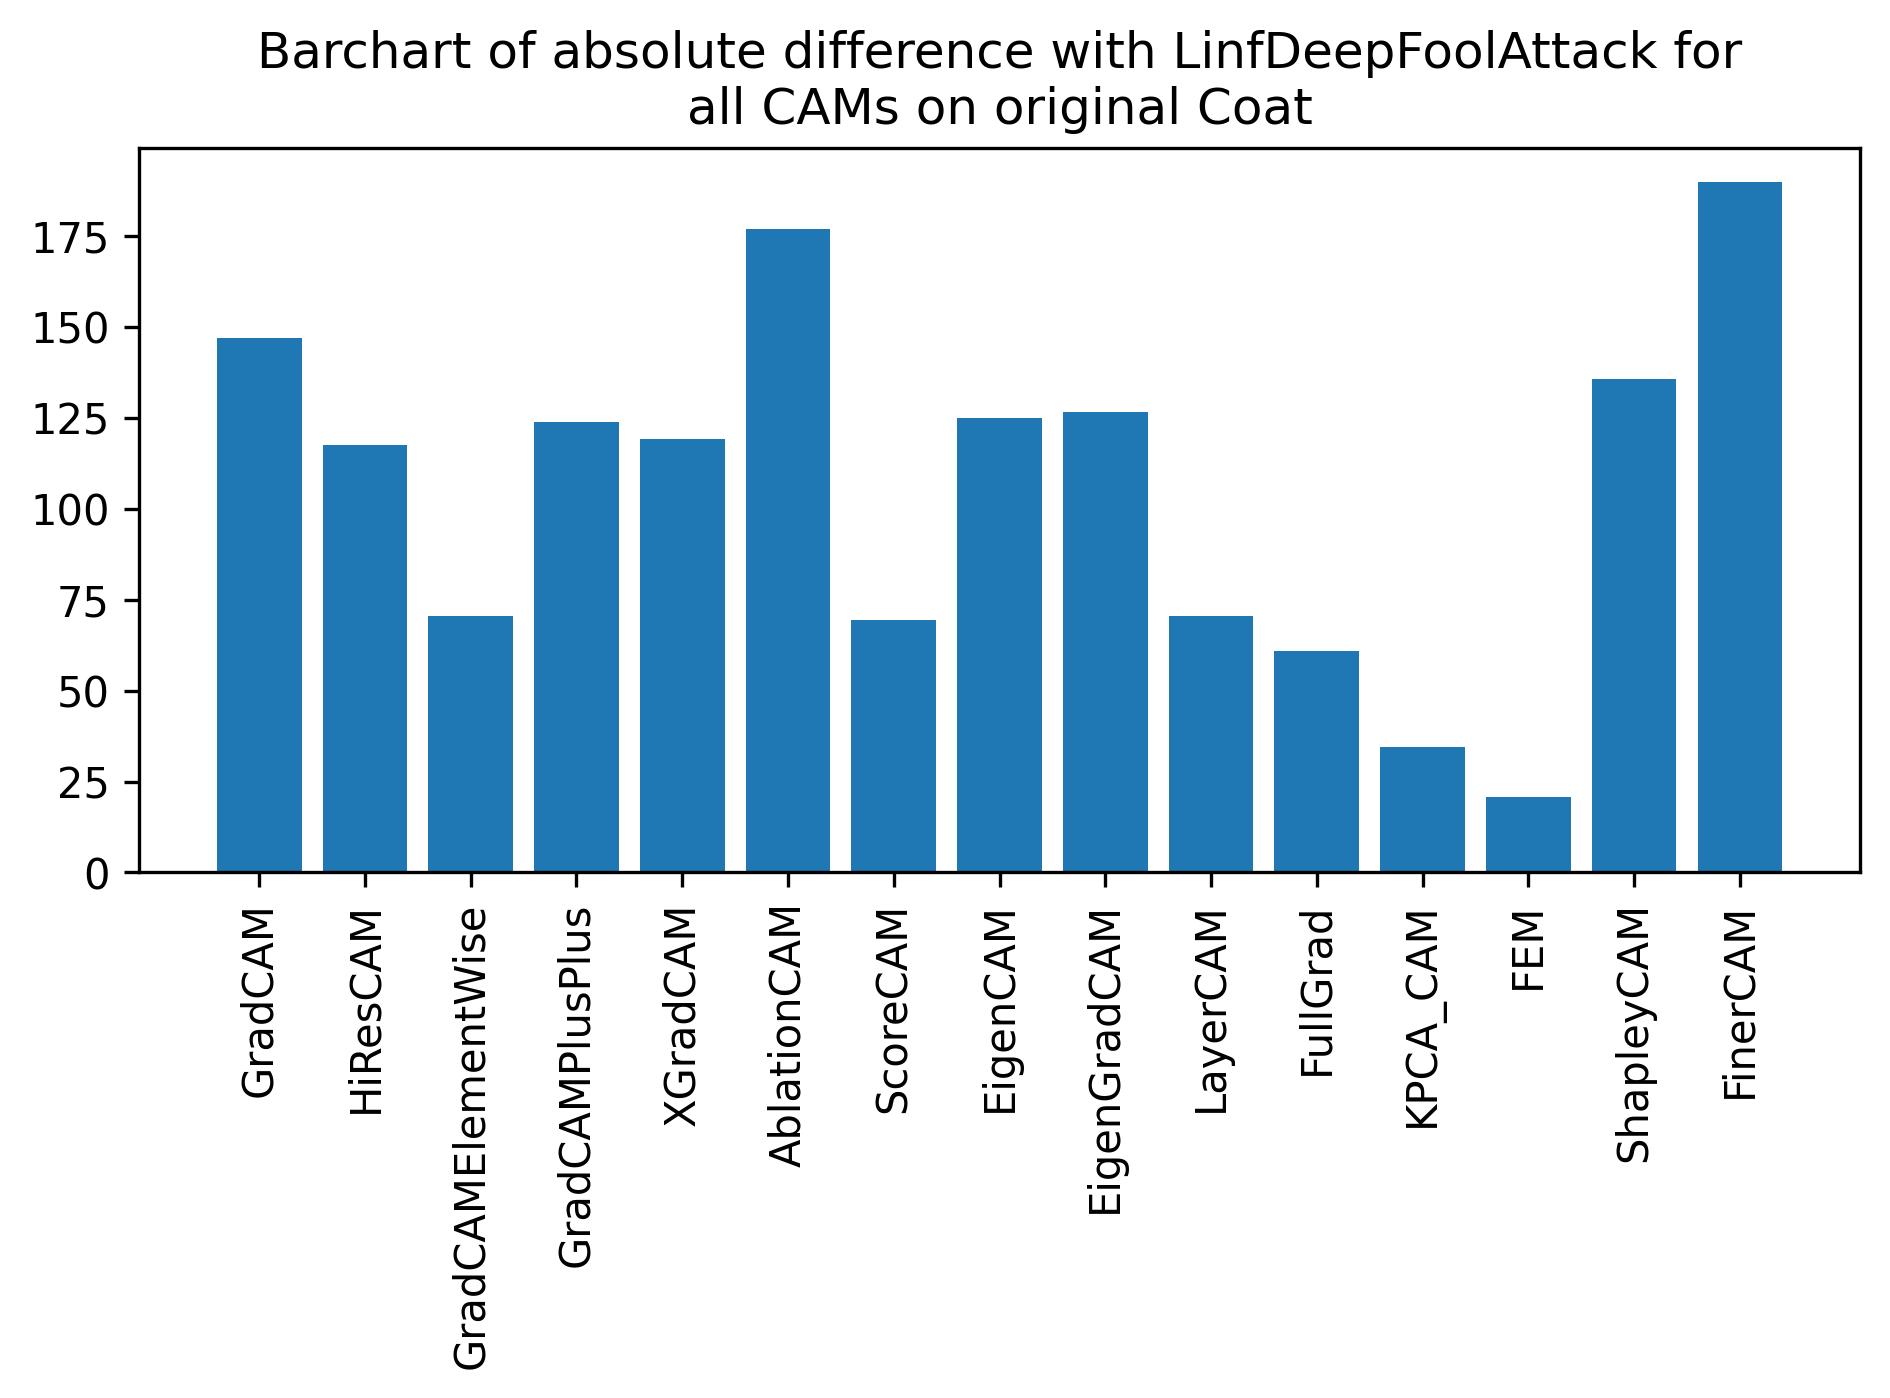 Barchart of absolute difference with LinfDeepFoolAttack for
all CAMs on original Coat
175
150
125
100
75
50
25
0
GradCAM
HiResCAM
GradCAMElementWise
GradCAMPlusPlus
XGradCAM
AblationCAM
ScoreCAM
EigenCAM
EigenGradCAM
LayerCAM
FullGrad
KPCA_CAM
FEM
ShapleyCAM
FinerCAM